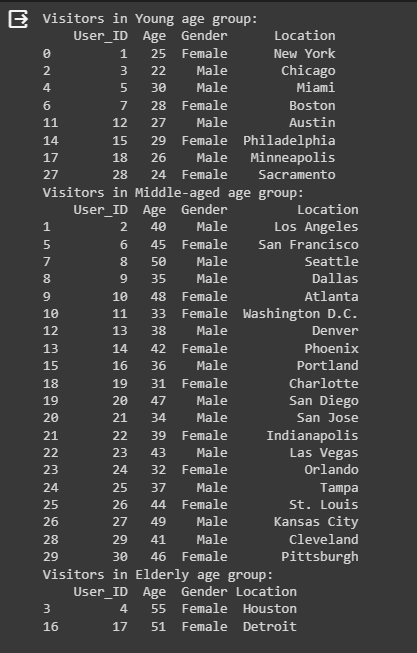 Visitors in Young age group:
User_ID Age Gender Location
0 1 25 Female New York
2 3 22 Male Chicago
4 5 30 Male Miami
6 7 28 Female Boston
11 12 27 Male Austin
14 15 29 Female Philadelphia
17 18 26 Male Minneapolis
27 28 24 Female Sacramento
Visitors in Middle-aged age group:
User_ID Age Gender Location
1 2 40 Male Los Angeles
5 6 45 Female San Francisco
7 8 50 Male Seattle
8 9 35 Male Dallas
9 10 48 Female Atlanta
10 11 33 Female Washington D.C.
12 13 38 Male Denver
13 14 42 Female Phoenix
15 16 36 Male Portland
18 19 31 Female Charlotte
19 20 47 Male San Diego
20 21 34 Male San Jose
21 22 39 Female Indianapolis
22 23 43 Male Las Vegas
23 24 32 Female Orlando
24 25 37 Male Tampa
25 26 44 Female St. Louis
26 27 49 Male Kansas City
28 29 41 Male Cleveland
29 30 46 Female Pittsburgh
Visitors in Elderly age group:
User_ID Age Gender Location
3 4 55 Female Houston
16 17 51 Female Detroit